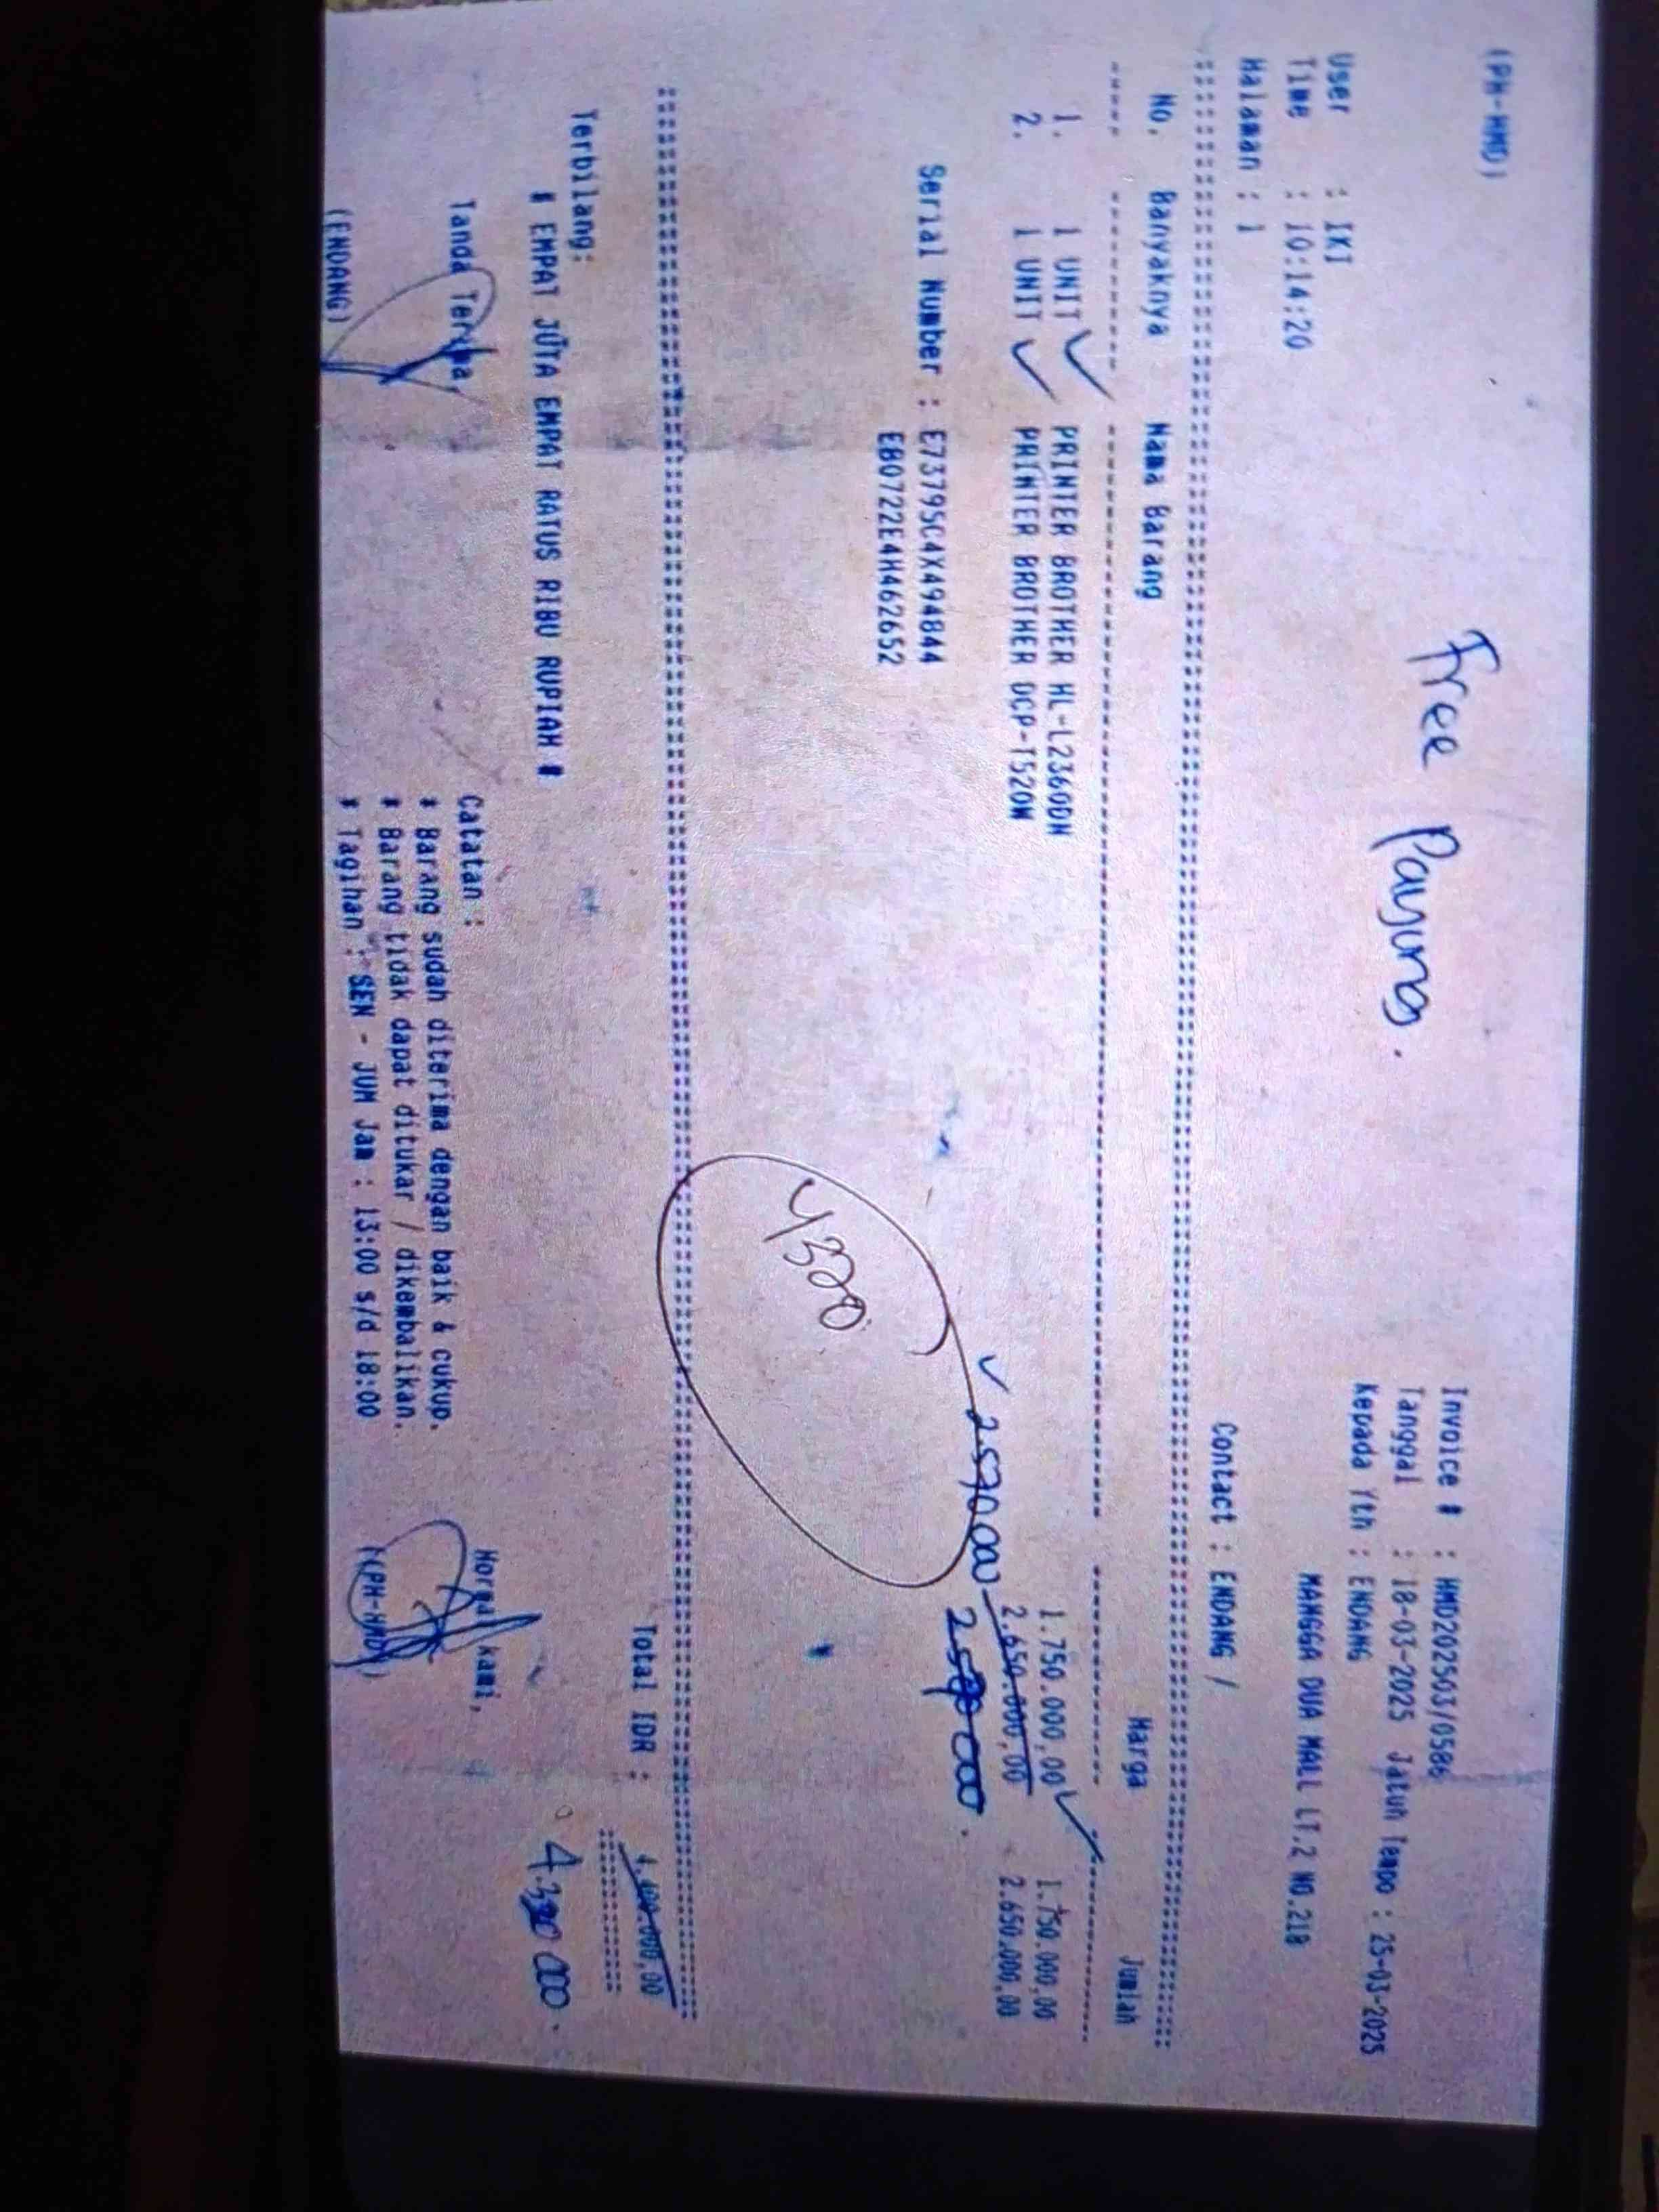 (PH-HMD)
Free Payung.
Invoice # : HMD202503/0586
Tanggal : 18-03-2025 Jatuh Tempo : 25-03-2025
Kepada Yth : ENDANG
MANGGA DUA MALL LT.2 NO.21B
User : IKI
Time : 10:14:20
Halaman : 1
Contact : ENDANG /
No. Banyaknya Nama Barang Harga Jumlah
1. 1 UNIT ✓ PRINTER BROTHER HL-L2360DN 1.750.000,00 ✓ 1.750.000,00
2. 1 UNIT ✓ PRINTER BROTHER DCP-T520W 2.650.000,00 2.650.000,00
✓ 2570000
Serial Number : E73795C4X494844
E80722E4H462652
4320
Total IDR : 4.400.000,00
4.320 000.
Terbilang:
# EMPAT JUTA EMPAT RATUS RIBU RUPIAH #
Tanda Terima,
Catatan :
Hormat kami,
* Barang sudah diterima dengan baik & cukup.
* Barang tidak dapat ditukar / dikembalikan.
* Tagihan : SEN - JUM Jam : 13:00 s/d 18:00
(ENDANG)
(PH-HMD)